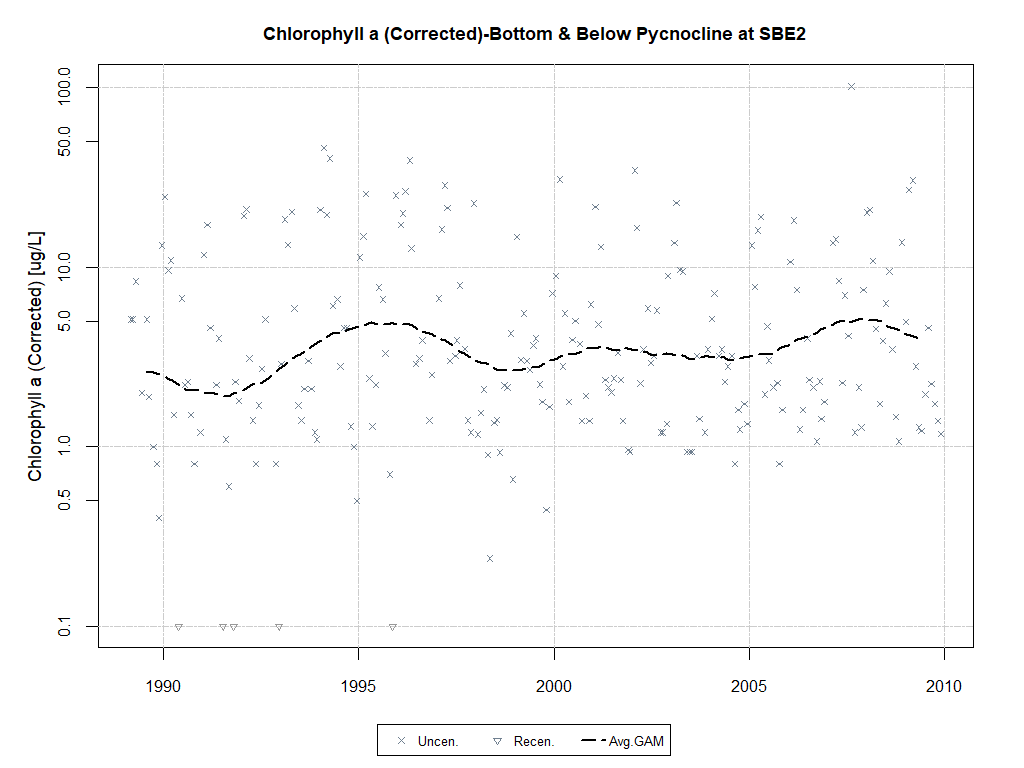 Chlorophyll a (Corrected)-Bottom & Below Pycnocline at SBE2
Chlorophyll a (Corrected) [ug/L]
100.0
50.0
10.0
5.0
1.0
0.5
0.1
1990 1995 2000 2005 2010
Uncen. Recen. Avg.GAM